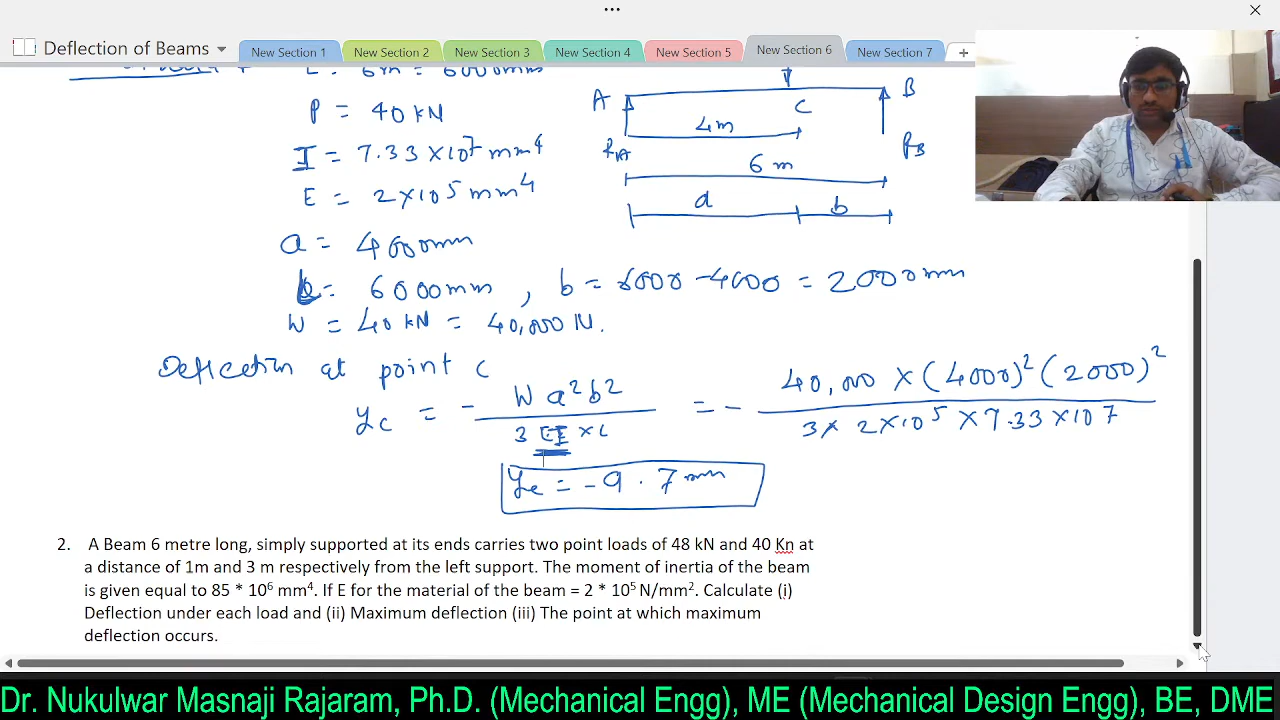 Deflection of Beams
New Section 1 New Section 2 New Section 3 New Section 4 New Section 5 New Section 6 New Section 7 +
L = 6m = 6000mm
P = 40 KN
I = 7.33 × 10⁷ mm⁴
E = 2 × 10⁵ mm⁴
A C B
4m
RA RB
6 m
a b
a = 4000mm
b = 6000mm , b = 6000 - 4000 = 2000mm
W = 40 KN = 40,000 N.
Deflection at point C
yc = - W a² b² / 3 EI × L = - 40,000 × (4000)² (2000)² / 3 × 2 × 10⁵ × 7.33 × 10⁷
yc = - 9.7 mm
2. A Beam 6 metre long, simply supported at its ends carries two point loads of 48 kN and 40 Kn at
a distance of 1m and 3 m respectively from the left support. The moment of inertia of the beam
is given equal to 85 * 10⁶ mm⁴. If E for the material of the beam = 2 * 10⁵ N/mm². Calculate (i)
Deflection under each load and (ii) Maximum deflection (iii) The point at which maximum
deflection occurs.
Dr. Nukulwar Masnaji Rajaram, Ph.D. (Mechanical Engg), ME (Mechanical Design Engg), BE, DME